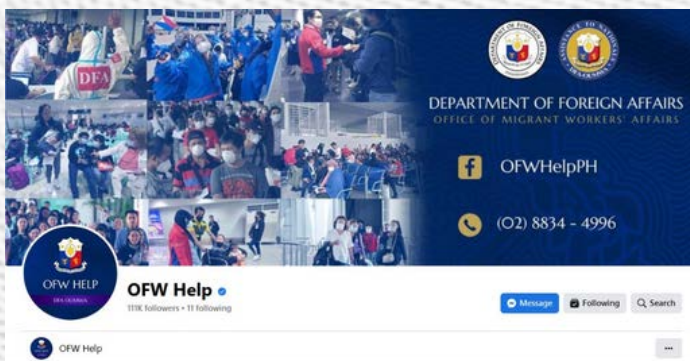 DFA
DEPARTMENT OF FOREIGN AFFAIRS
OFFICE OF MIGRANT WORKERS' AFFAIRS
OFWHelpPH
(02) 8834 - 4996
OFW HELP
OFW Help
111K followers • 11 following
Message
Following
Search
OFW Help